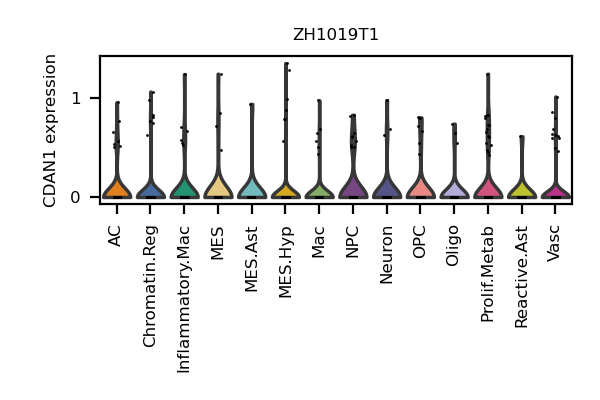 ZH1019T1
CDAN1 expression
1
0
AC
Chromatin.Reg
Inflammatory.Mac
MES
MES.Ast
MES.Hyp
Mac
NPC
Neuron
OPC
Oligo
Prolif.Metab
Reactive.Ast
Vasc